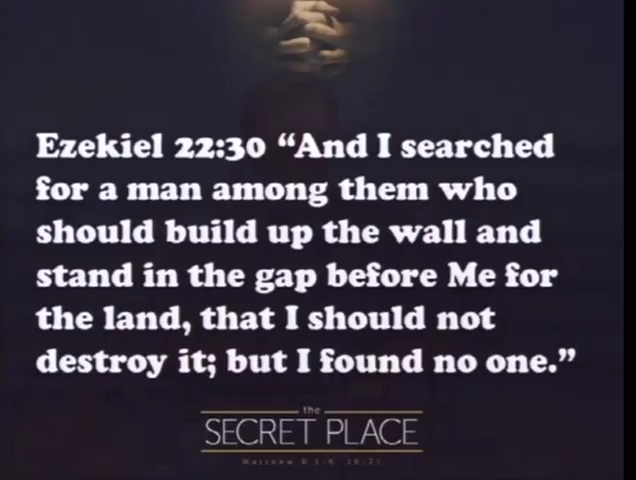 Ezekiel 22:30 “And I searched
for a man among them who
should build up the wall and
stand in the gap before Me for
the land, that I should not
destroy it; but I found no one.”
the
SECRET PLACE
Matthew